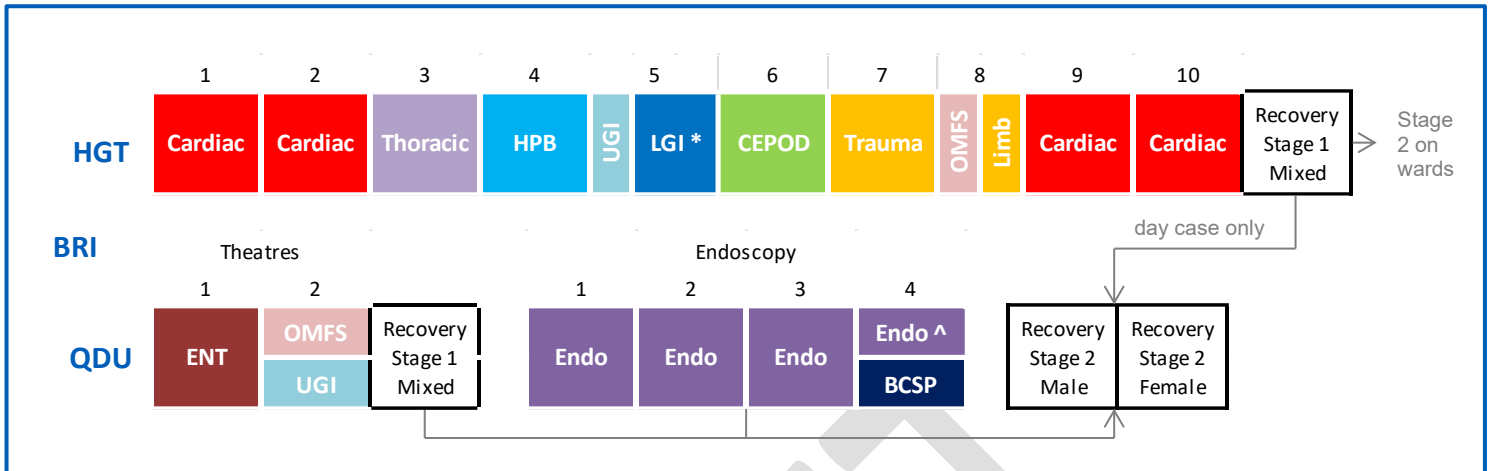 1 2 3 4 5 6 7 8 9 10
HGT
Cardiac Cardiac Thoracic HPB UGI LGI * CEPOD Trauma OMFS Limb Cardiac Cardiac
Recovery
Stage 1
Mixed
Stage
2 on
wards
day case only
BRI
Theatres Endoscopy
1 2 1 2 3 4
QDU
ENT
OMFS
UGI
Recovery
Stage 1
Mixed
Endo Endo Endo
Endo ^
BCSP
Recovery
Stage 2
Male
Recovery
Stage 2
Female